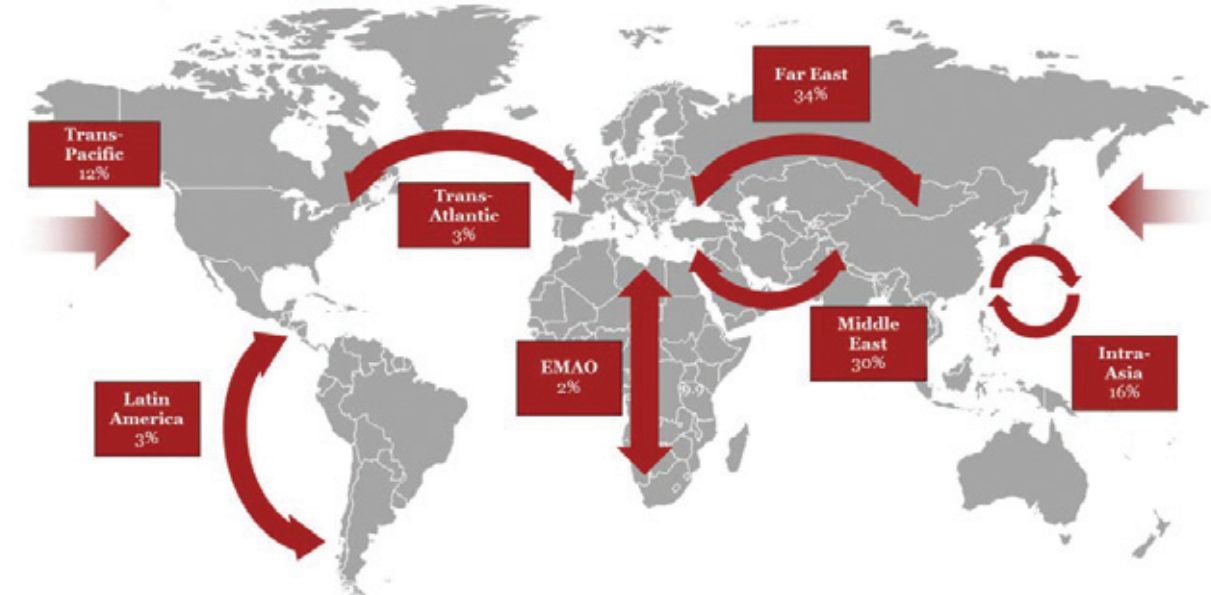 Far East
34%
Trans-
Pacific
12%
Trans-
Atlantic
3%
Middle
East
30%
EMAO
2%
Intra-
Asia
16%
Latin
America
3%